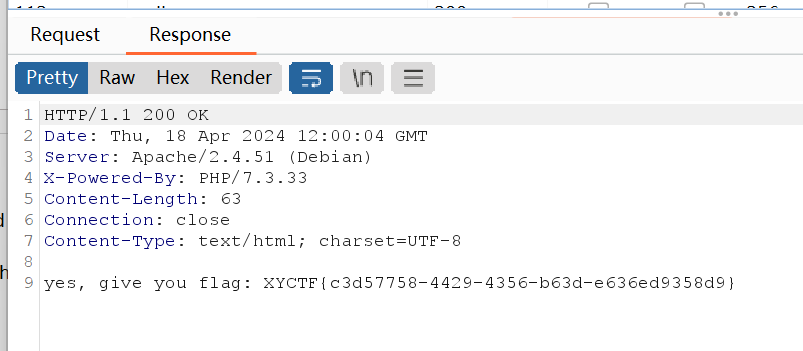 Request Response
Pretty Raw Hex Render \n
1 HTTP/1.1 200 OK
2 Date: Thu, 18 Apr 2024 12:00:04 GMT
3 Server: Apache/2.4.51 (Debian)
4 X-Powered-By: PHP/7.3.33
5 Content-Length: 63
6 Connection: close
7 Content-Type: text/html; charset=UTF-8
8
9 yes, give you flag: XYCTF{c3d57758-4429-4356-b63d-e636ed9358d9}